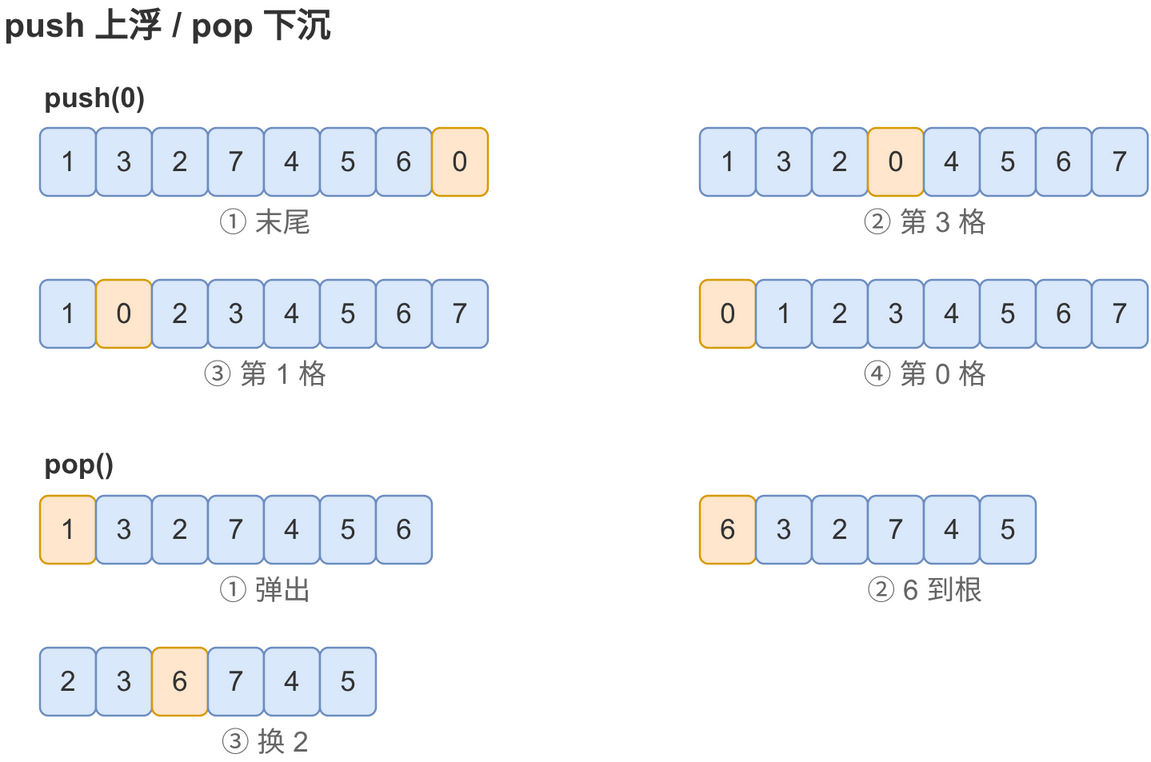 push 上浮 / pop 下沉
push(0)
1 3 2 7 4 5 6 0
① 末尾
1 3 2 0 4 5 6 7
② 第 3 格
1 0 2 3 4 5 6 7
③ 第 1 格
0 1 2 3 4 5 6 7
④ 第 0 格
pop()
1 3 2 7 4 5 6
① 弹出
6 3 2 7 4 5
② 6 到根
2 3 6 7 4 5
③ 换 2